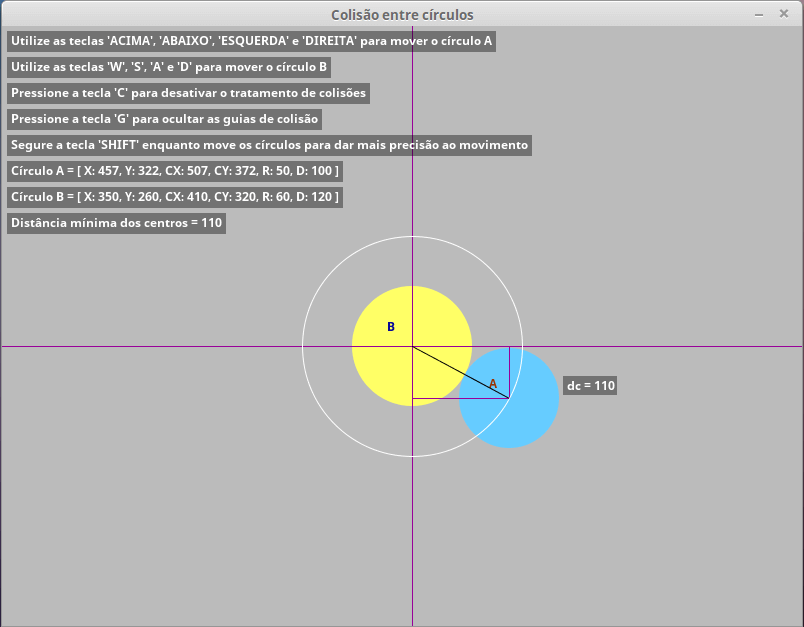 Colisão entre círculos
Utilize as teclas 'ACIMA', 'ABAIXO', 'ESQUERDA' e 'DIREITA' para mover o círculo A
Utilize as teclas 'W', 'S', 'A' e 'D' para mover o círculo B
Pressione a tecla 'C' para desativar o tratamento de colisões
Pressione a tecla 'G' para ocultar as guias de colisão
Segure a tecla 'SHIFT' enquanto move os círculos para dar mais precisão ao movimento
Círculo A = [ X: 457, Y: 322, CX: 507, CY: 372, R: 50, D: 100 ]
Círculo B = [ X: 350, Y: 260, CX: 410, CY: 320, R: 60, D: 120 ]
Distância mínima dos centros = 110
B
A
dc = 110